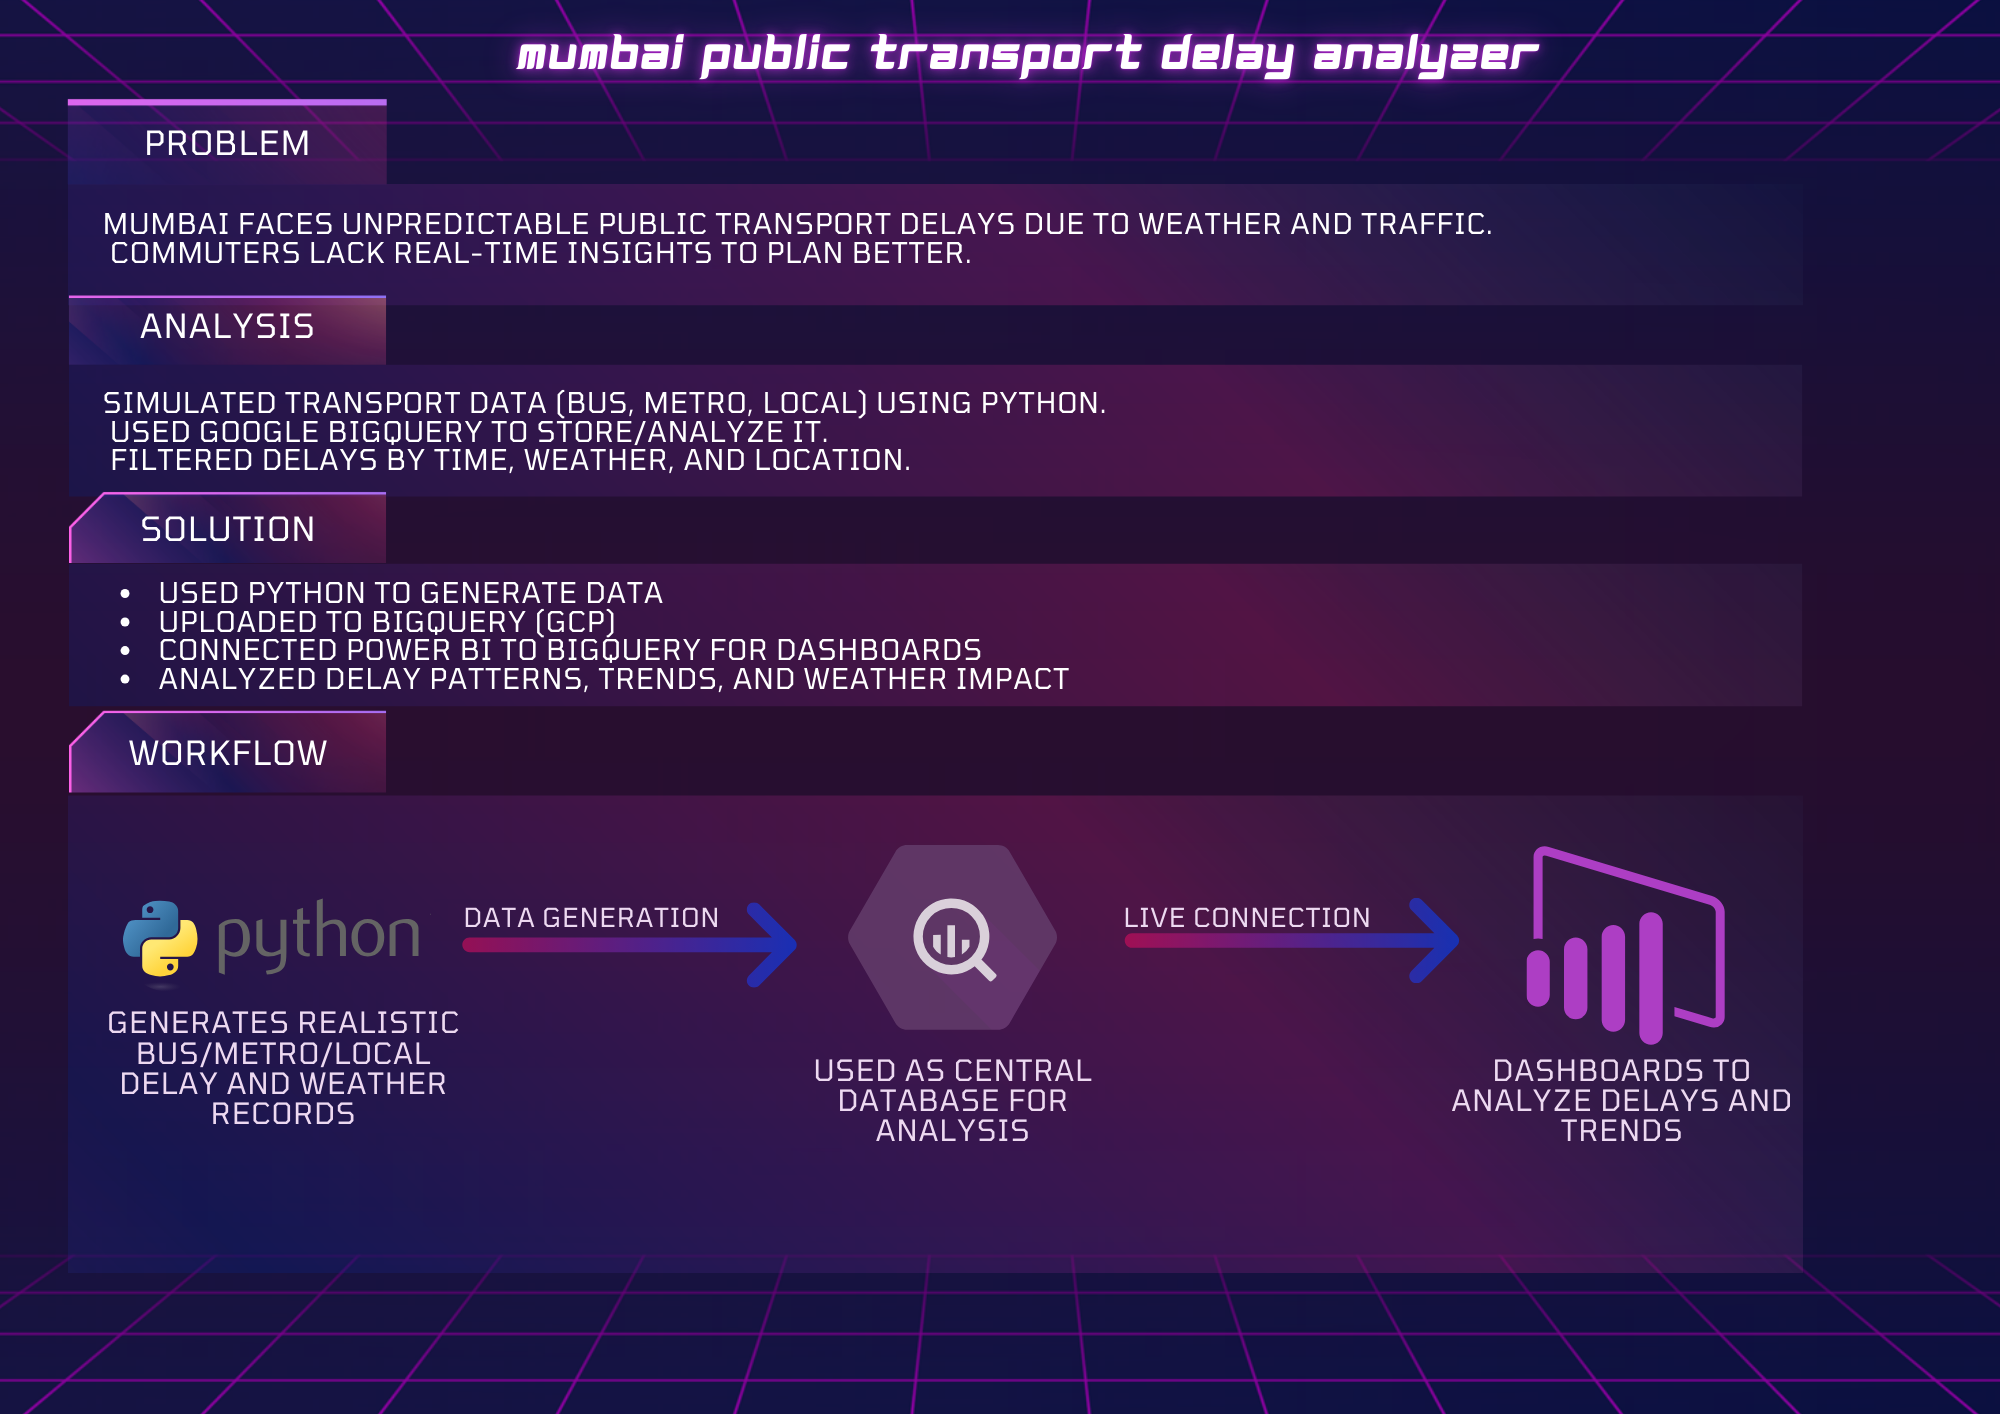 mumbai public transport delay analyzer
PROBLEM
MUMBAI FACES UNPREDICTABLE PUBLIC TRANSPORT DELAYS DUE TO WEATHER AND TRAFFIC.
COMMUTERS LACK REAL-TIME INSIGHTS TO PLAN BETTER.
ANALYSIS
SIMULATED TRANSPORT DATA (BUS, METRO, LOCAL) USING PYTHON.
USED GOOGLE BIGQUERY TO STORE/ANALYZE IT.
FILTERED DELAYS BY TIME, WEATHER, AND LOCATION.
SOLUTION
• USED PYTHON TO GENERATE DATA
• UPLOADED TO BIGQUERY (GCP)
• CONNECTED POWER BI TO BIGQUERY FOR DASHBOARDS
• ANALYZED DELAY PATTERNS, TRENDS, AND WEATHER IMPACT
WORKFLOW
python
GENERATES REALISTIC
BUS/METRO/LOCAL
DELAY AND WEATHER
RECORDS
DATA GENERATION
USED AS CENTRAL
DATABASE FOR
ANALYSIS
LIVE CONNECTION
DASHBOARDS TO
ANALYZE DELAYS AND
TRENDS